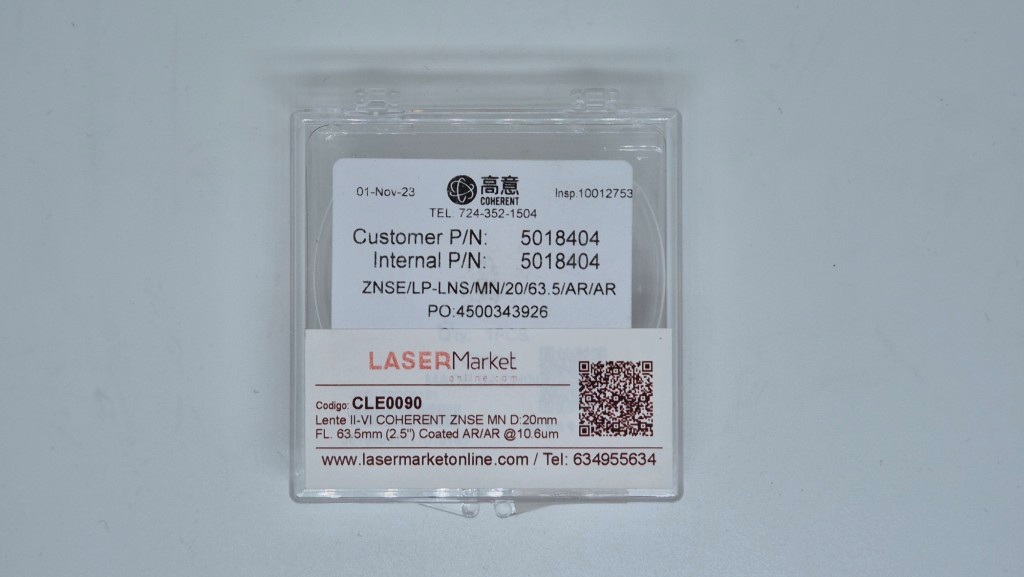 01-Nov-23 高意 COHERENT Insp.10012753
TEL 724-352-1504
Customer P/N: 5018404
Internal P/N: 5018404
ZNSE/LP-LNS/MN/20/63.5/AR/AR
PO:4500343926
LASERMarket
online.com
Codigo: CLE0090
Lente II-VI COHERENT ZNSE MN D:20mm
FL. 63.5mm (2.5") Coated AR/AR @10.6um
www.lasermarketonline.com / Tel: 634955634